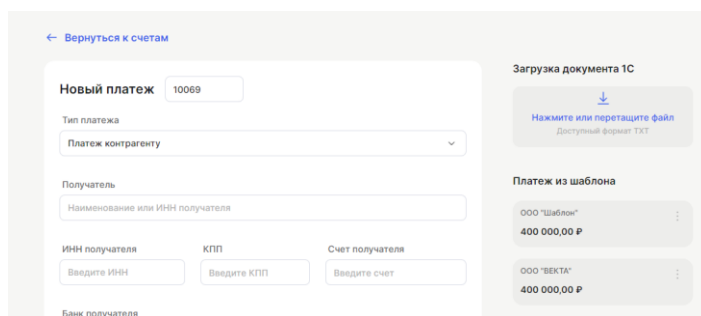 ← Вернуться к счетам
Новый платеж 10069
Тип платежа
Платеж контрагенту
Получатель
Наименование или ИНН получателя
ИНН получателя КПП Счет получателя
Введите ИНН Введите КПП Введите счет
Банк получателя
Загрузка документа 1С
Нажмите или перетащите файл
Доступный формат TXT
Платеж из шаблона
ООО "Шаблон"
400 000,00 ₽
ООО "ВЕКТА"
400 000,00 ₽